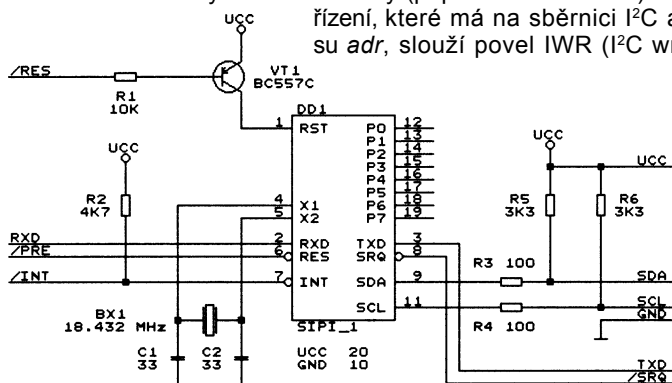 řízení, které má na sběrnici I²C a
su adr, slouží povel IWR (I²C wr
UCC
/RES
R1
10K
VT1
BC557C
DD1
1 RST
P0 12
P1 13
P2 14
P3 15
P4 16
P5 17
P6 18
P7 19
UCC
R2
4K7
4 X1
5 X2
RXD
2 RXD
/PRE
6 RES
/INT
7 INT
TXD 3
SRQ 8
SDA 9
SCL 11
SIPI_1
UCC 20
GND 10
BX1
18.432 MHz
C1
33
C2
33
UCC
UCC
R5
3K3
R6
3K3
R3 100
R4 100
SDA
SCL
GND
TXD
/SRQ